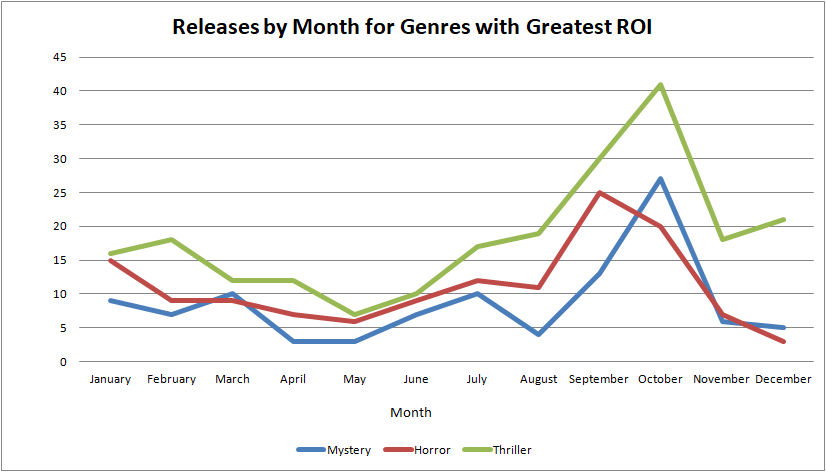 Releases by Month for Genres with Greatest ROI
45
40
35
30
25
20
15
10
5
0
January February March April May June July August September October November December
Month
Mystery Horror Thriller